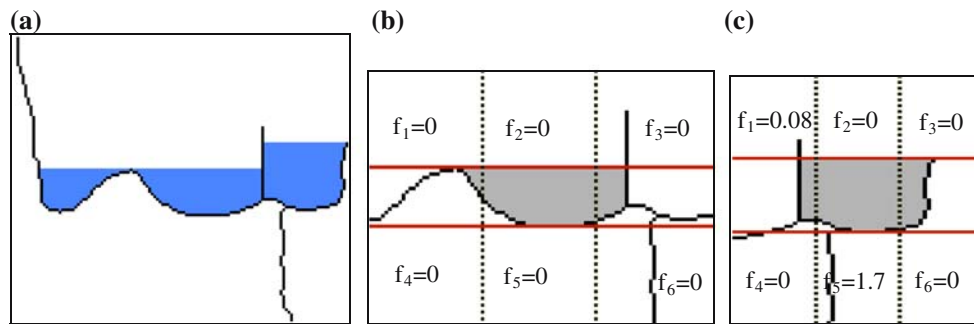 (a)
(b)
(c)
f₁=0 f₂=0 f₃=0
f₄=0 f₅=0 f₆=0
f₁=0.08 f₂=0 f₃=0
f₄=0 f₅=1.7 f₆=0